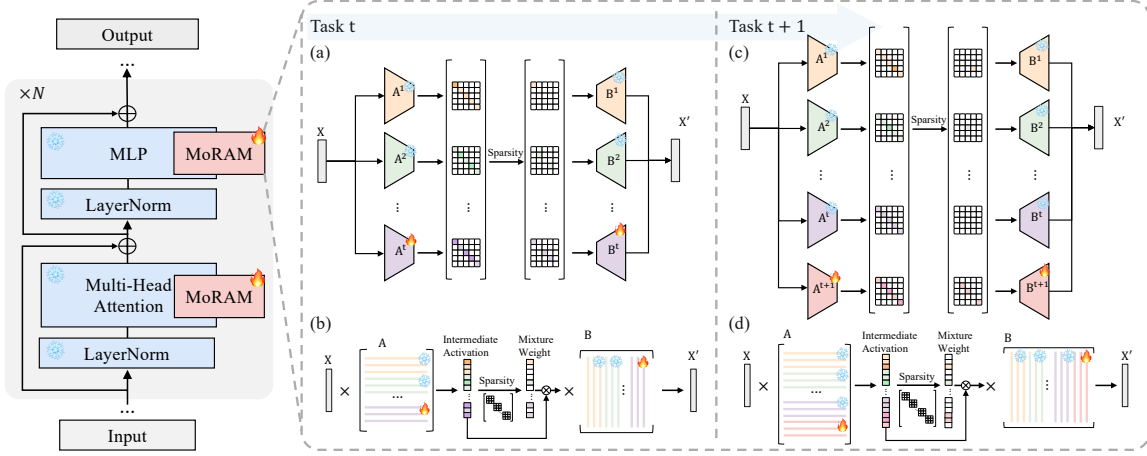 Output
...
×N
MLP
MoRAM
LayerNorm
Multi-Head
Attention
MoRAM
LayerNorm
...
Input
Task t
(a)
X
A¹
A²
⋮
Aᵗ
⋮
Sparsity
⋮
B¹
B²
⋮
Bᵗ
X′
(b)
X
×
A
...
Intermediate
Activation
⋮
Sparsity
Mixture
Weight
⋮
⊗
×
B
⋮
X′
Task t + 1
(c)
X
A¹
A²
⋮
Aᵗ
Aᵗ⁺¹
⋮
Sparsity
⋮
B¹
B²
⋮
Bᵗ
Bᵗ⁺¹
X′
(d)
X
×
A
...
Intermediate
Activation
⋮
Sparsity
Mixture
Weight
⋮
⊗
×
B
⋮
X′